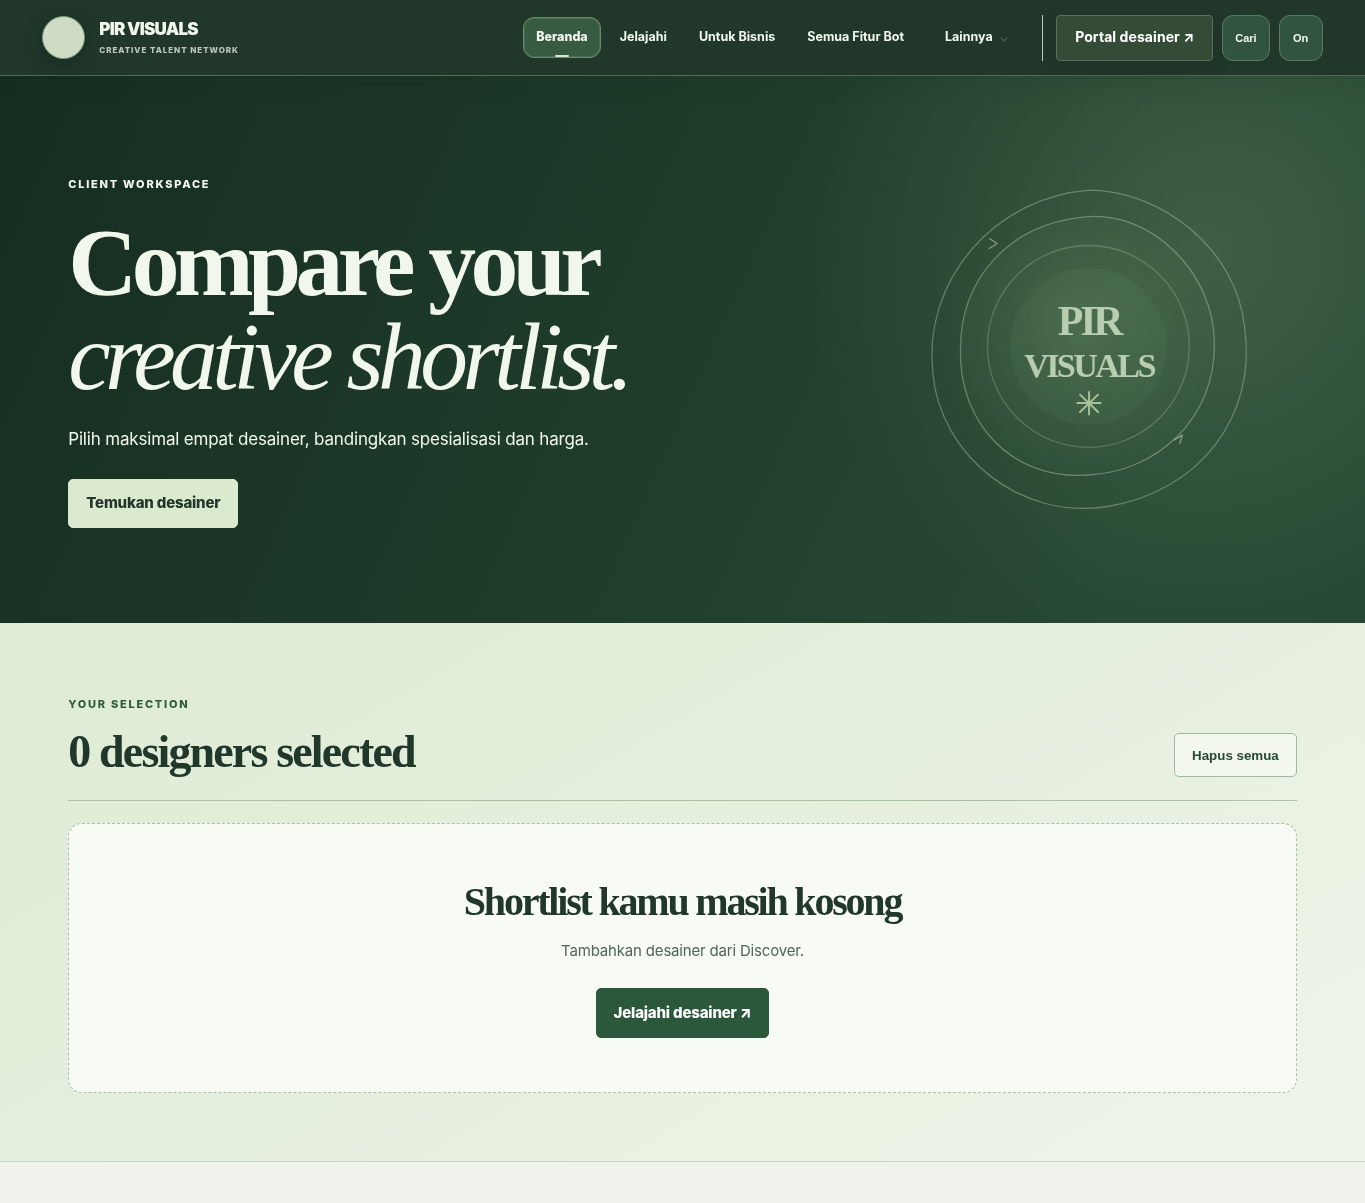 PIR VISUALS
CREATIVE TALENT NETWORK
Beranda
Jelajahi
Untuk Bisnis
Semua Fitur Bot
Lainnya
Portal desainer ↗
Cari
On
CLIENT WORKSPACE
Compare your
creative shortlist.
Pilih maksimal empat desainer, bandingkan spesialisasi dan harga.
Temukan desainer
PIR
VISUALS
YOUR SELECTION
0 designers selected
Hapus semua
Shortlist kamu masih kosong
Tambahkan desainer dari Discover.
Jelajahi desainer ↗